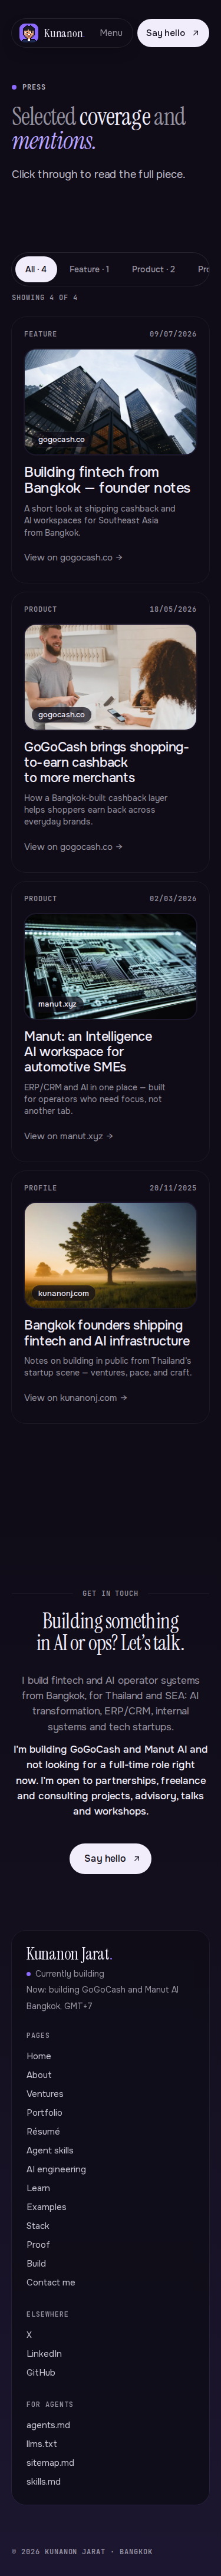 Kunanon.
Menu
Say hello
PRESS
Selected coverage and
mentions.
Click through to read the full piece.
All · 4
Feature · 1
Product · 2
SHOWING 4 OF 4
FEATURE
09/07/2026
gogocash.co
Building fintech from
Bangkok — founder notes
A short look at shipping cashback and
AI workspaces for Southeast Asia
from Bangkok.
View on gogocash.co →
PRODUCT
18/05/2026
gogocash.co
GoGoCash brings shopping-
to-earn cashback
to more merchants
How a Bangkok-built cashback layer
helps shoppers earn back across
everyday brands.
View on gogocash.co →
PRODUCT
02/03/2026
manut.xyz
Manut: an Intelligence
AI workspace for
automotive SMEs
ERP/CRM and AI in one place — built
for operators who need focus, not
another tab.
View on manut.xyz →
PROFILE
20/11/2025
kunanonj.com
Bangkok founders shipping
fintech and AI infrastructure
Notes on building in public from Thailand's
startup scene — ventures, pace, and craft.
View on kunanonj.com →
GET IN TOUCH
Building something
in AI or ops? Let's talk.
I build fintech and AI operator systems
from Bangkok, for Thailand and SEA: AI
transformation, ERP/CRM, internal
systems and tech startups.
I'm building GoGoCash and Manut AI and
not looking for a full-time role right
now. I'm open to partnerships, freelance
and consulting projects, advisory, talks
and workshops.
Say hello
Kunanon Jarat.
Currently building
Now: building GoGoCash and Manut AI
Bangkok, GMT+7
PAGES
Home
About
Ventures
Portfolio
Résumé
Agent skills
AI engineering
Learn
Examples
Stack
Proof
Build
Contact me
ELSEWHERE
X
LinkedIn
GitHub
FOR AGENTS
agents.md
llms.txt
sitemap.md
skills.md
© 2026 KUNANON JARAT · BANGKOK